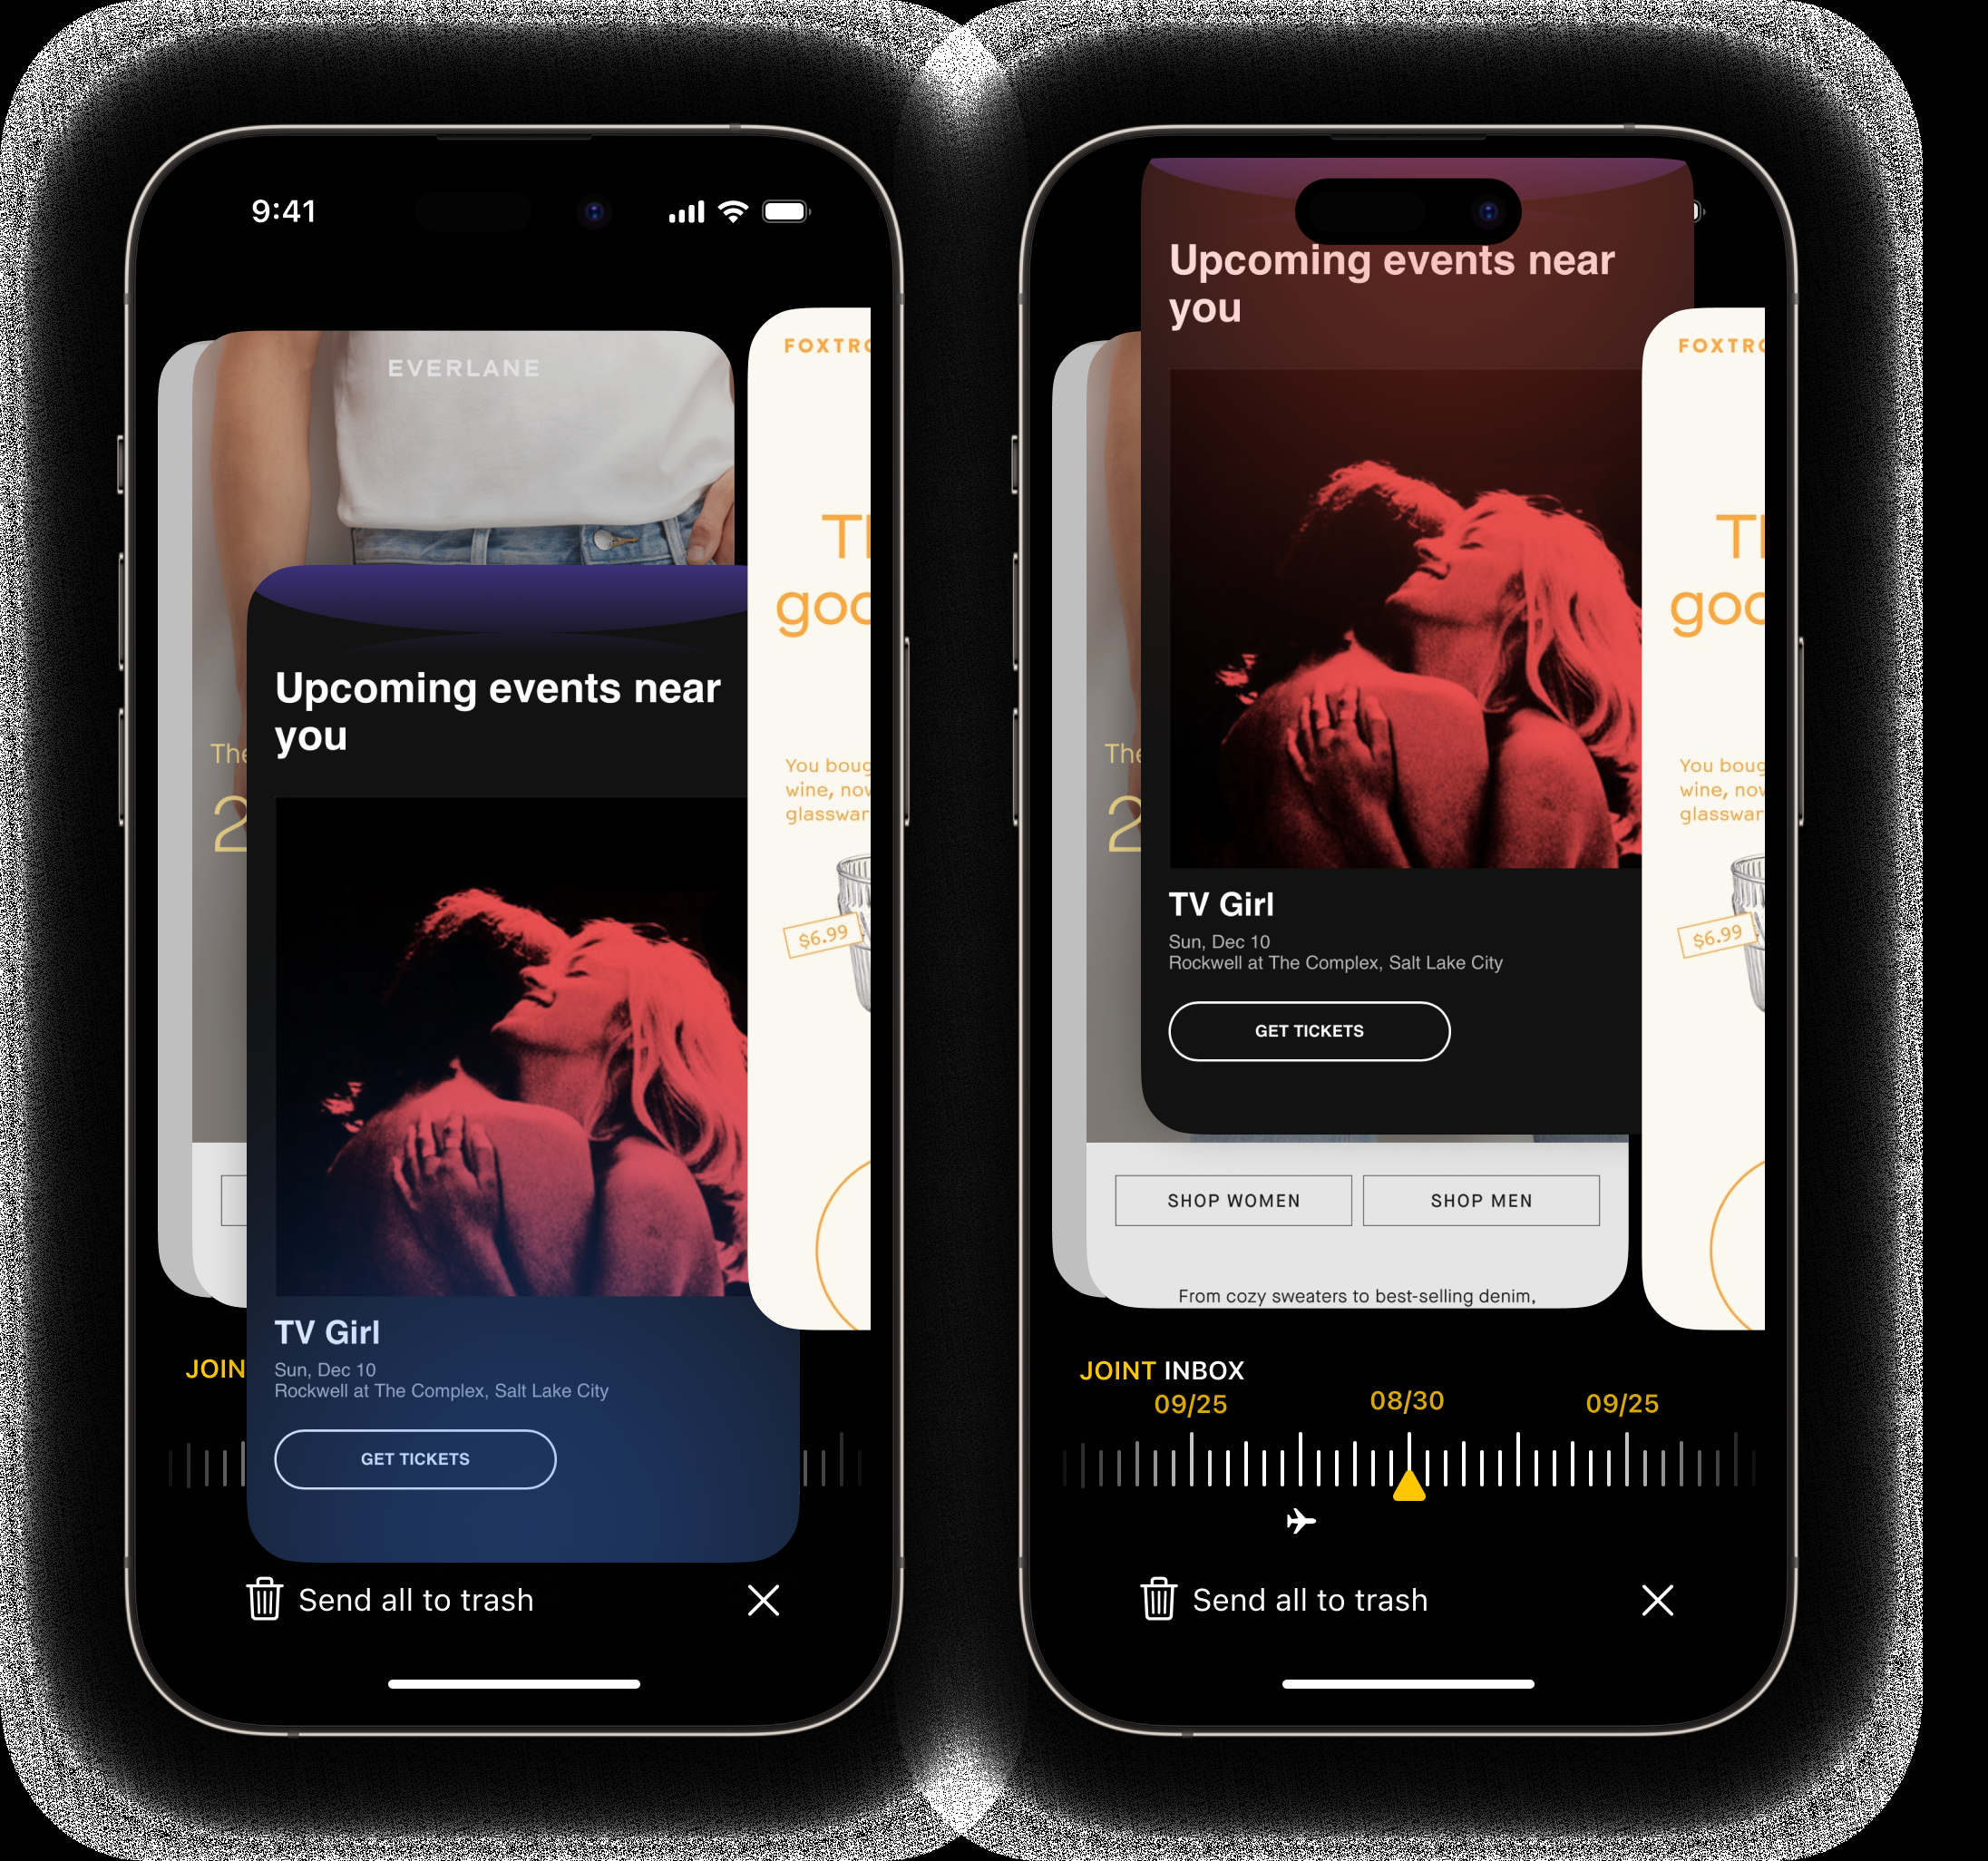 9:41
EVERLANE
FOXTRO
Upcoming events near
you
Th
goo
The
2
You boug
wine, now
glasswar
$6.99
TV Girl
Sun, Dec 10
Rockwell at The Complex, Salt Lake City
GET TICKETS
JOIN
Send all to trash
Upcoming events near
you
FOXTRO
Th
goo
The
2
You boug
wine, now
glasswar
$6.99
TV Girl
Sun, Dec 10
Rockwell at The Complex, Salt Lake City
GET TICKETS
SHOP WOMEN
SHOP MEN
From cozy sweaters to best-selling denim,
JOINT INBOX
09/25
08/30
09/25
Send all to trash